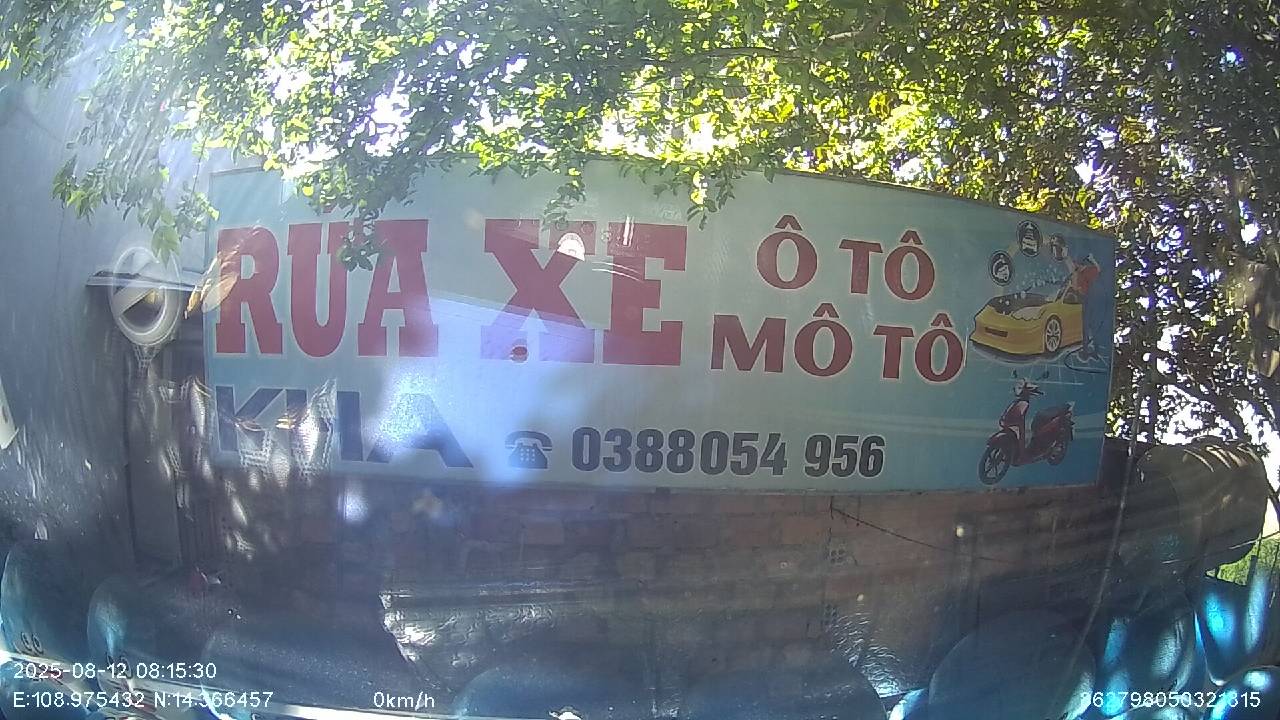 RỬA XE
Ô TÔ
MÔ TÔ
KHA
0388054 956
2025-08-12 08:15:30
E:108.975432 N:14.366457
0km/h
862798050321815